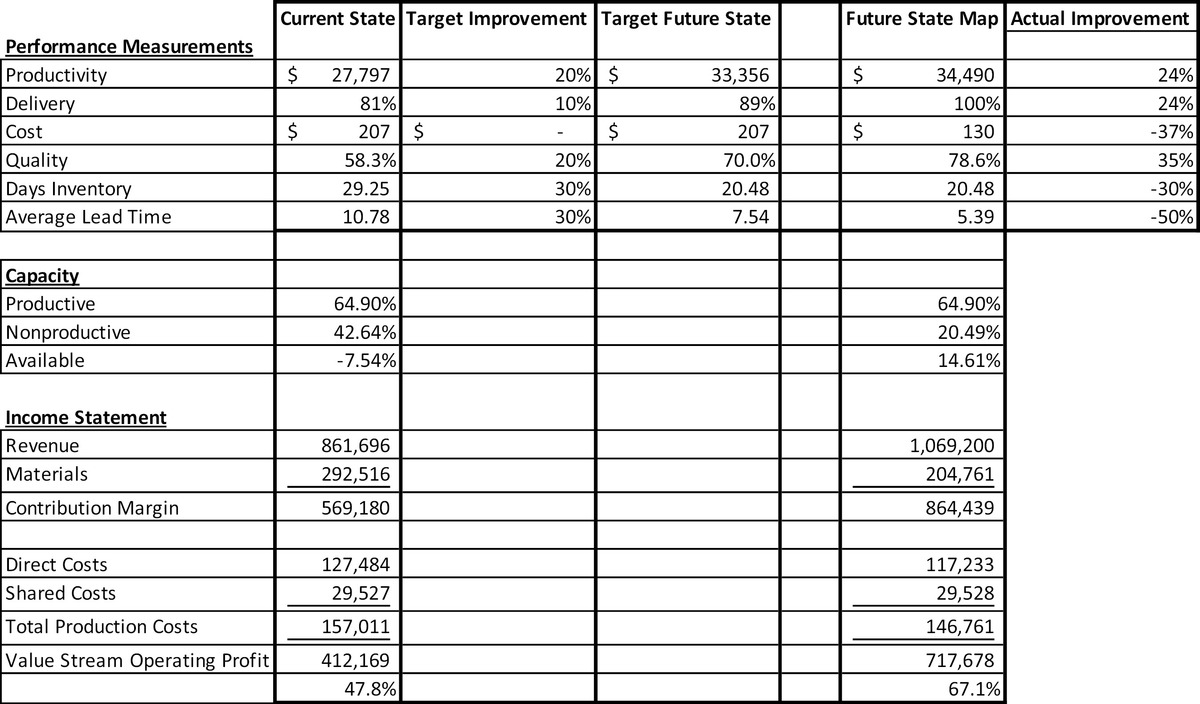 Current State Target Improvement Target Future State Future State Map Actual Improvement
Performance Measurements
Productivity $ 27,797 20% $ 33,356 $ 34,490 24%
Delivery 81% 10% 89% 100% 24%
Cost $ 207 $ - $ 207 $ 130 -37%
Quality 58.3% 20% 70.0% 78.6% 35%
Days Inventory 29.25 30% 20.48 20.48 -30%
Average Lead Time 10.78 30% 7.54 5.39 -50%
Capacity
Productive 64.90% 64.90%
Nonproductive 42.64% 20.49%
Available -7.54% 14.61%
Income Statement
Revenue 861,696 1,069,200
Materials 292,516 204,761
Contribution Margin 569,180 864,439
Direct Costs 127,484 117,233
Shared Costs 29,527 29,528
Total Production Costs 157,011 146,761
Value Stream Operating Profit 412,169 717,678
47.8% 67.1%